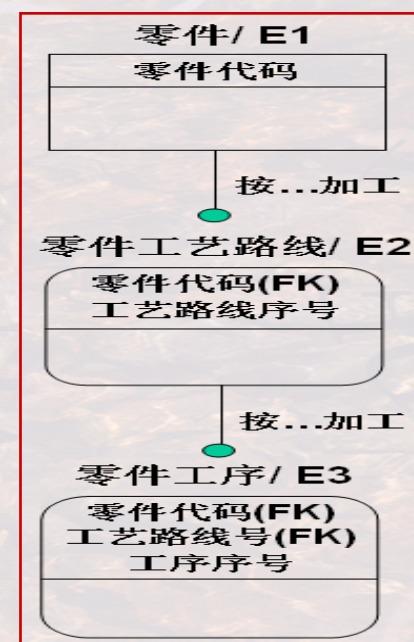 零件/ E1
零件代码
按...加工
零件工艺路线/ E2
零件代码(FK)
工艺路线序号
按...加工
零件工序/ E3
零件代码(FK)
工艺路线号(FK)
工序序号